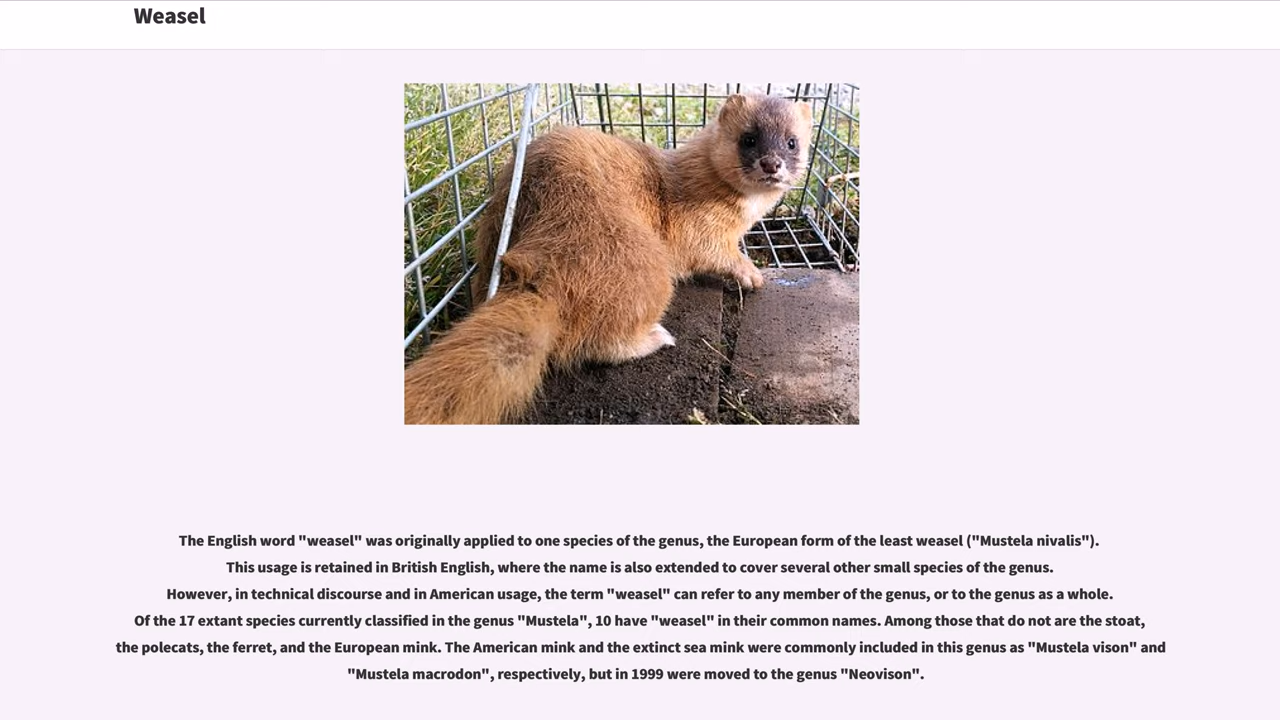 Weasel
The English word "weasel" was originally applied to one species of the genus, the European form of the least weasel ("Mustela nivalis").
This usage is retained in British English, where the name is also extended to cover several other small species of the genus.
However, in technical discourse and in American usage, the term "weasel" can refer to any member of the genus, or to the genus as a whole.
Of the 17 extant species currently classified in the genus "Mustela", 10 have "weasel" in their common names. Among those that do not are the stoat,
the polecats, the ferret, and the European mink. The American mink and the extinct sea mink were commonly included in this genus as "Mustela vison" and
"Mustela macrodon", respectively, but in 1999 were moved to the genus "Neovison".